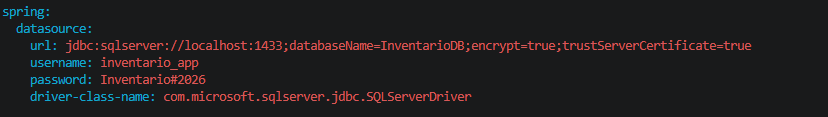 spring:
  datasource:
    url: jdbc:sqlserver://localhost:1433;databaseName=InventarioDB;encrypt=true;trustServerCertificate=true
    username: inventario_app
    password: Inventario#2026
    driver-class-name: com.microsoft.sqlserver.jdbc.SQLServerDriver